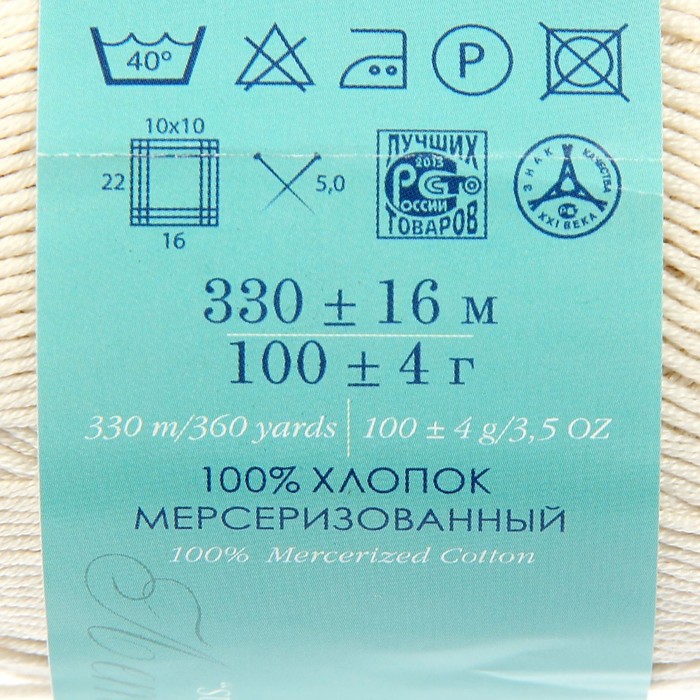 40°
P
10x10
22
16
5,0
100 ЛУЧШИХ
2013
РОССИИ
ТОВАРОВ
ЗНАК КАЧЕСТВА
XXI ВЕКА
330 ± 16 м
100 ± 4 г
330 m/360 yards | 100 ± 4 g/3,5 OZ
100% ХЛОПОК
МЕРСЕРИЗОВАННЫЙ
100% Mercerized Cotton